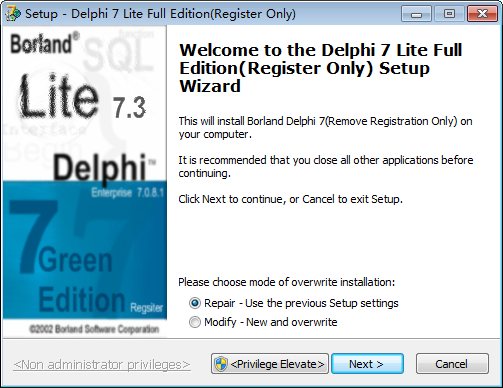 Setup - Delphi 7 Lite Full Edition(Register Only)
Borland®
SQL
Lite 7.3
Interface
Begin
Delphi™
Enterprise 7.0.8.1
7
Green
Edition
Regsiter
©2002 Borland Software Corporation
Welcome to the Delphi 7 Lite Full
Edition(Register Only) Setup
Wizard
This will install Borland Delphi 7(Remove Registration Only) on
your computer.
It is recommended that you close all other applications before
continuing.
Click Next to continue, or Cancel to exit Setup.
Please choose mode of overwrite installation:
Repair - Use the previous Setup settings
Modify - New and overwrite
<Non administrator privileges>
<Privilege Elevate>
Next >
Cancel